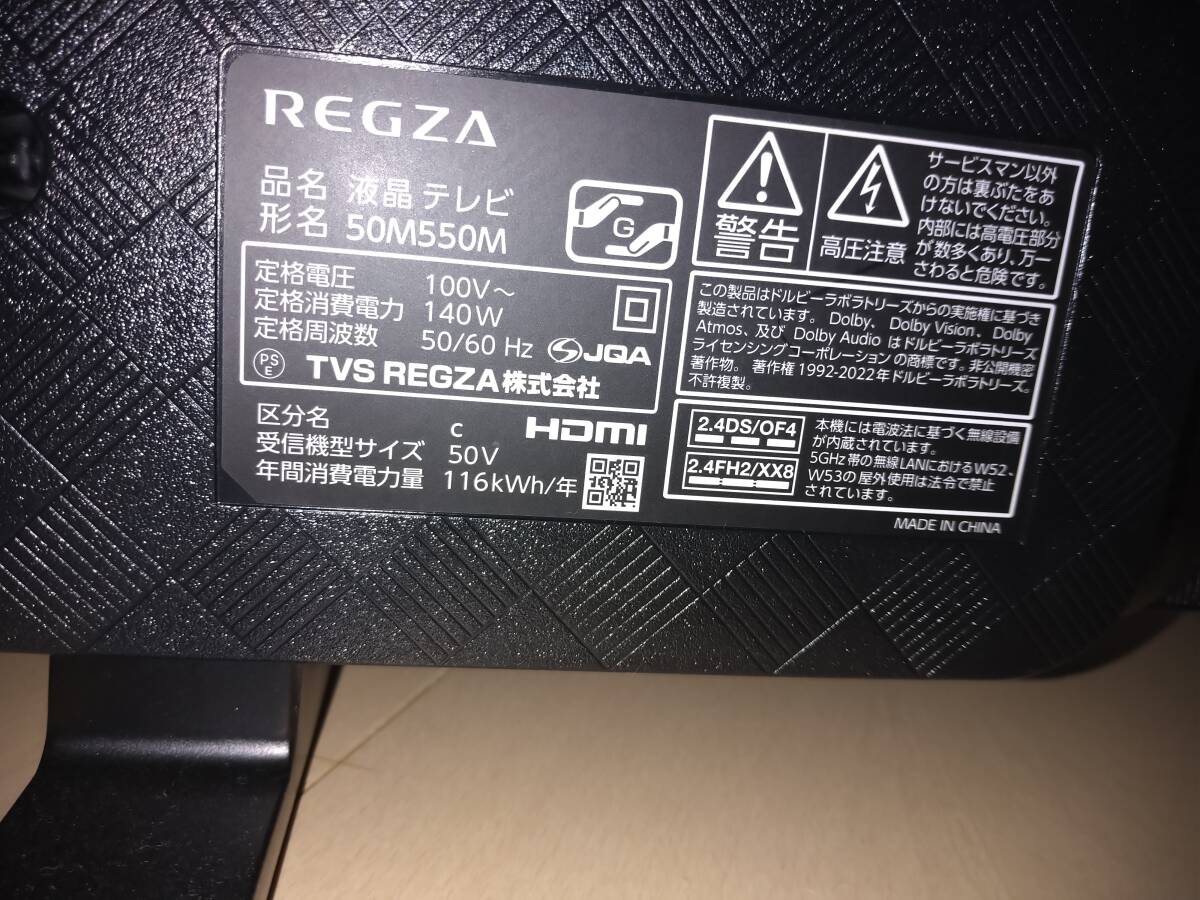 REGZA
品名 液晶 テレビ
形名 50M550M
G
定格電圧 100V～
定格消費電力 140W
定格周波数 50/60 Hz
JQA
PS
E
TVS REGZA株式会社
区分名 c
HDMI
受信機型サイズ 50V
年間消費電力量 116kWh/年
警告
高圧注意
サービスマン以外
の方は裏ぶたをあ
けないでください。
内部には高電圧部分
が数多くあり、万一
さわると危険です。
この製品はドルビーラボラトリーズからの実施権に基づき
製造されています。 Dolby、 Dolby Vision、 Dolby
Atmos、及び Dolby Audio はドルビーラボラトリーズ
ライセンシングコーポレーションの商標です。非公開機密
著作物。 著作権 1992-2022年ドルビーラボラトリーズ。
不許複製。
2.4DS/OF4
2.4FH2/XX8
本機には電波法に基づく無線設備
が内蔵されています。
5GHz帯の無線LANにおけるW52、
W53の屋外使用は法令で禁止
されています。
MADE IN CHINA